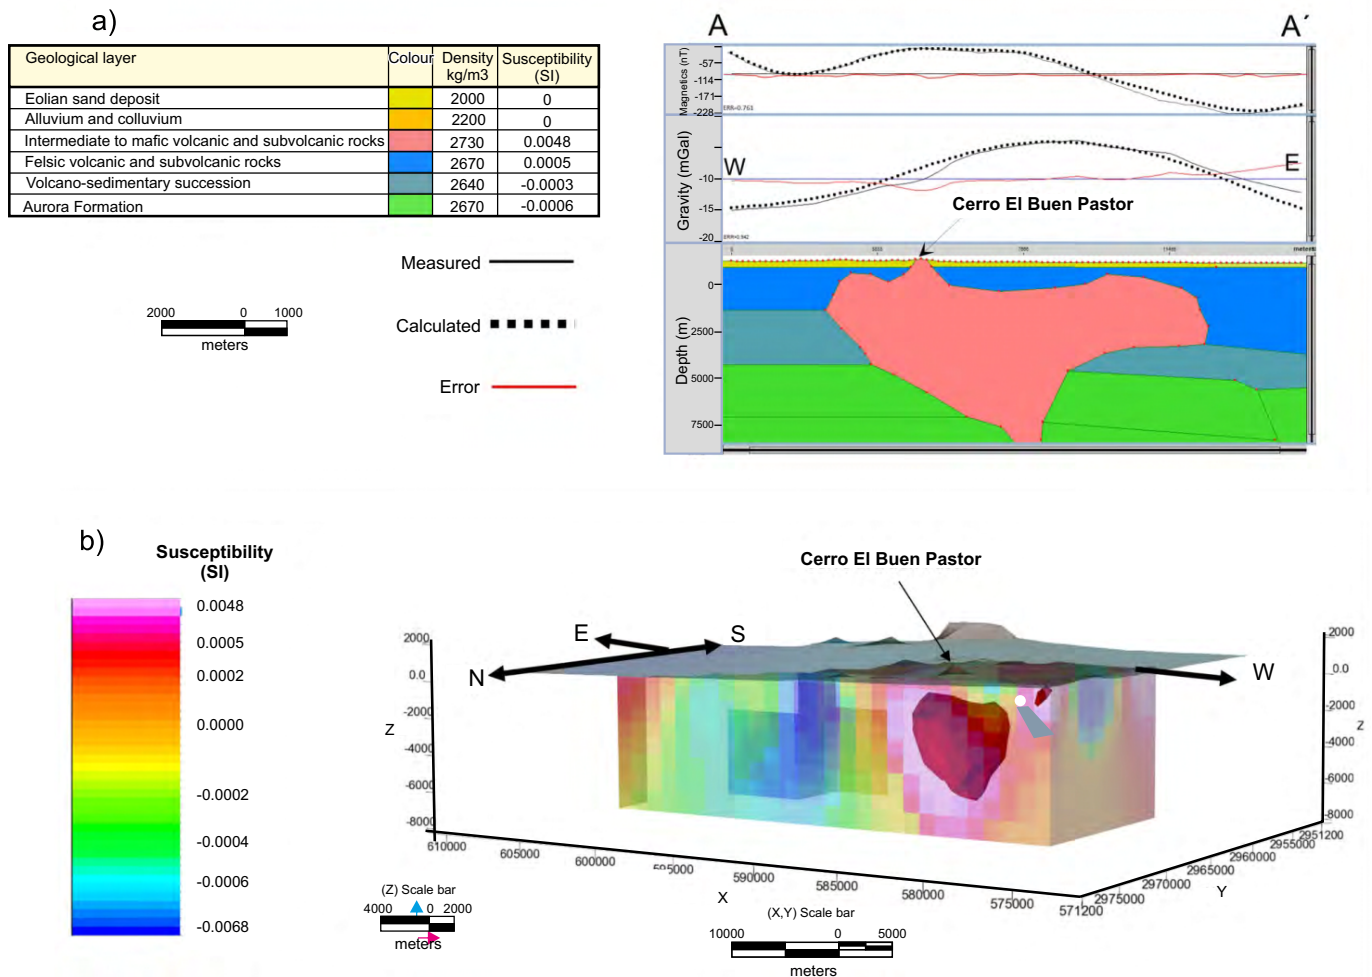 a)
Geological layer Colour Density kg/m3 Susceptibility (SI)
Eolian sand deposit 2000 0
Alluvium and colluvium 2200 0
Intermediate to mafic volcanic and subvolcanic rocks 2730 0.0048
Felsic volcanic and subvolcanic rocks 2670 0.0005
Volcano-sedimentary succession 2640 -0.0003
Aurora Formation 2670 -0.0006
Measured
Calculated
Error
2000 0 1000
meters
A A´
Magnetics (nT)
-57
-114
-171
-228
ERR=0.763
Gravity (mGal)
W E
-10
-15
-20
Cerro El Buen Pastor
meters
Depth (m)
0
2500
5000
7500
b)
Susceptibility
(SI)
0.0048
0.0005
0.0002
0.0000
-0.0002
-0.0004
-0.0006
-0.0068
Cerro El Buen Pastor
E S
N W
2000
0.0
-2000
-4000
-6000
-8000
Z
2000
0.0
-2000
-4000
-6000
-8000
Z
610000 605000 600000 595000 590000 585000 580000 575000 571200
X
2975000 2970000 2965000 2960000 2955000 2951200
Y
(Z) Scale bar
4000 0 2000
meters
(X,Y) Scale bar
10000 0 5000
meters